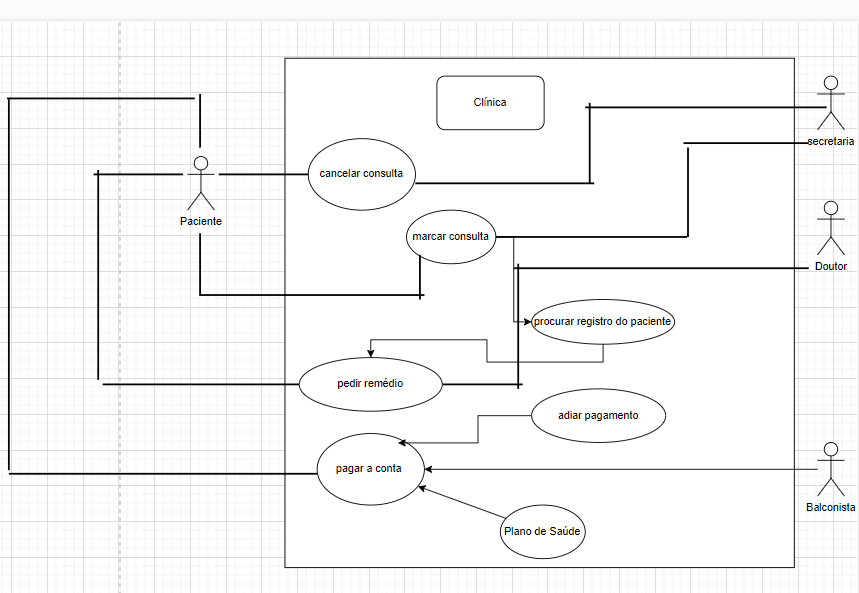 Clínica
secretaria
cancelar consulta
Paciente
marcar consulta
Doutor
procurar registro do paciente
pedir remédio
adiar pagamento
pagar a conta
Balconista
Plano de Saúde